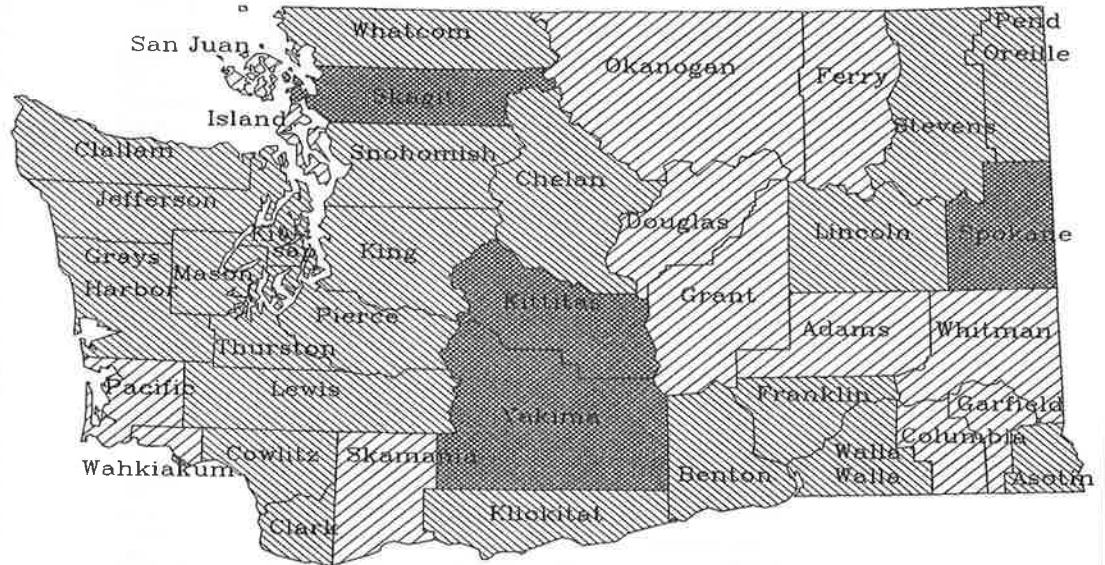 Whatcom
Pend
Oreille
San Juan
Okanogan
Ferry
Skagit
Island
Stevens
Clallam
Snohomish
Chelan
Jefferson
Douglas
Kit
sap
King
Lincoln
Spokane
Grays
Harbor
Mason
Kittitas
Grant
Pierce
Adams
Whitman
Thurston
Pacific
Lewis
Franklin
Garfield
Yakima
Columbia
Wahkiakum
Cowlitz
Skamania
Walla
Walla
Benton
Asotin
Clark
Klickitat